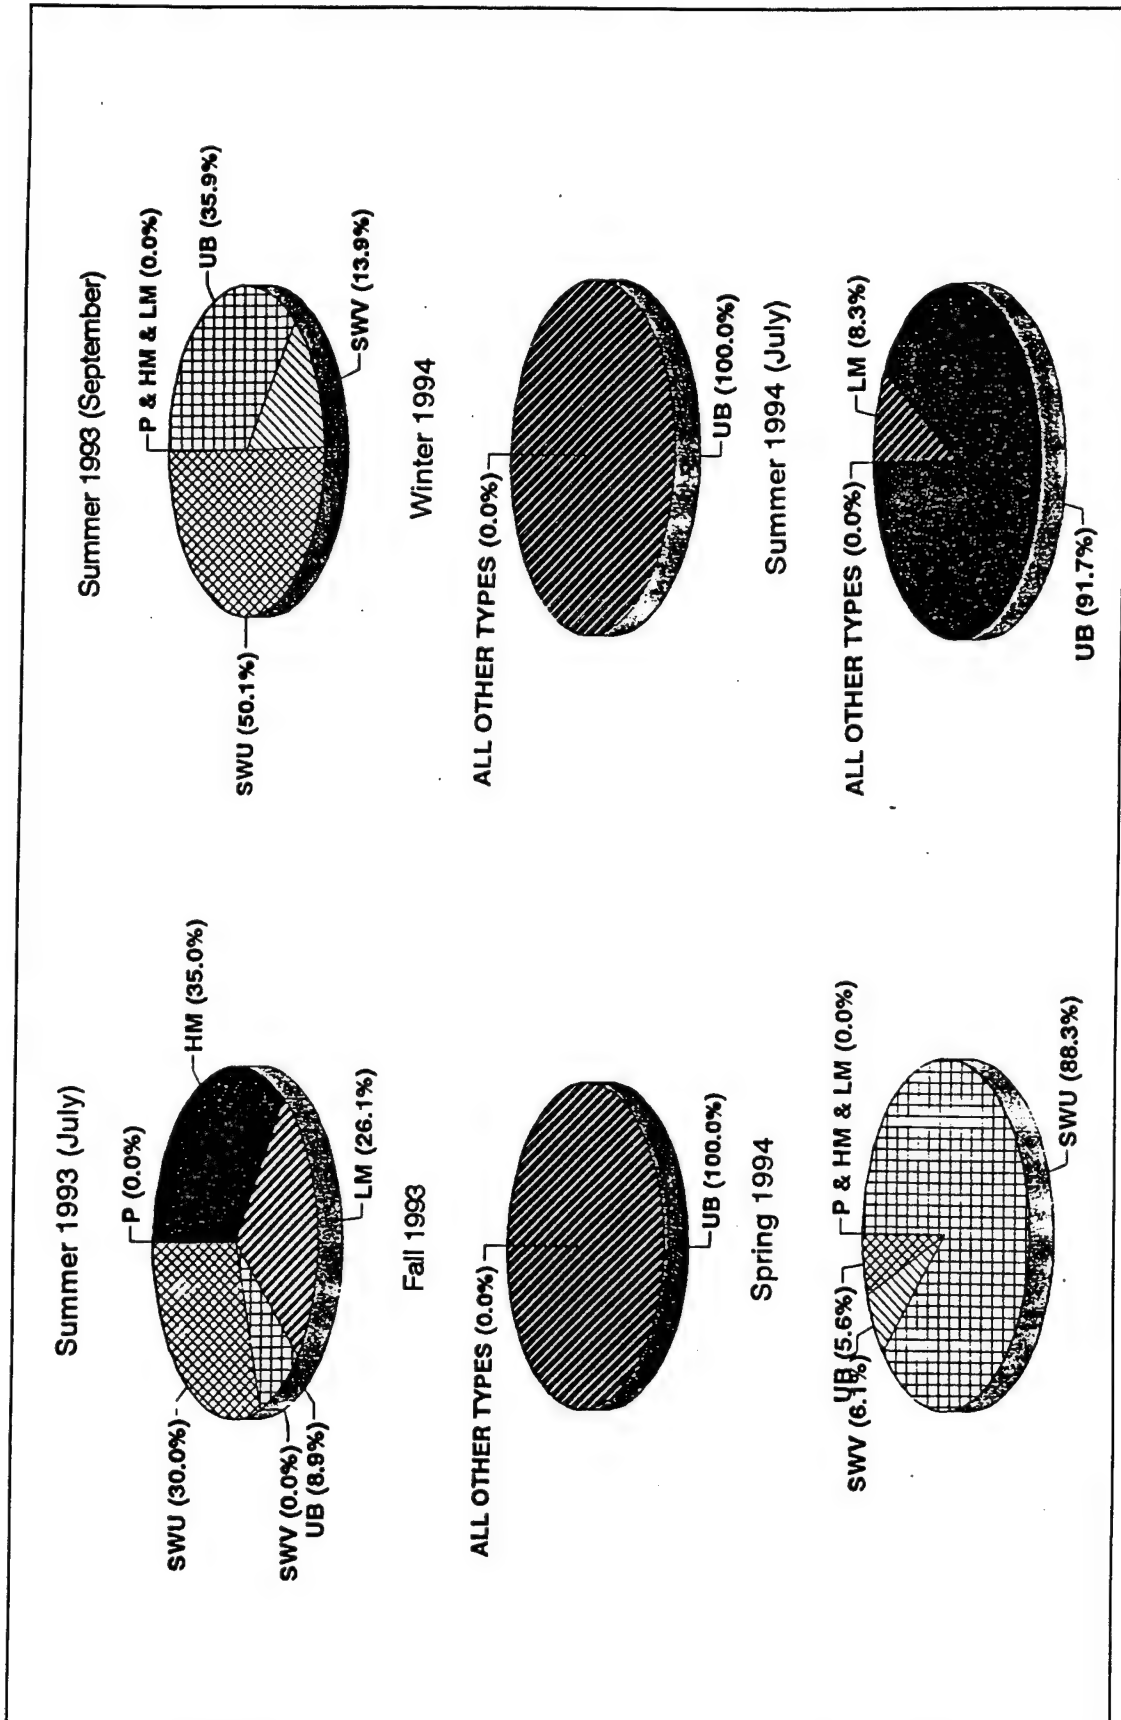 Summer 1993 (July)
P (0.0%)
HM (35.0%)
SWU (30.0%)
SWV (0.0%)
UB (8.9%)
LM (26.1%)
Summer 1993 (September)
P & HM & LM (0.0%)
UB (35.9%)
SWU (50.1%)
SWV (13.9%)
Fall 1993
ALL OTHER TYPES (0.0%)
UB (100.0%)
Winter 1994
ALL OTHER TYPES (0.0%)
UB (100.0%)
Spring 1994
UB (5.6%)
P & HM & LM (0.0%)
SWV (6.1%)
SWU (88.3%)
Summer 1994 (July)
ALL OTHER TYPES (0.0%)
LM (8.3%)
UB (91.7%)